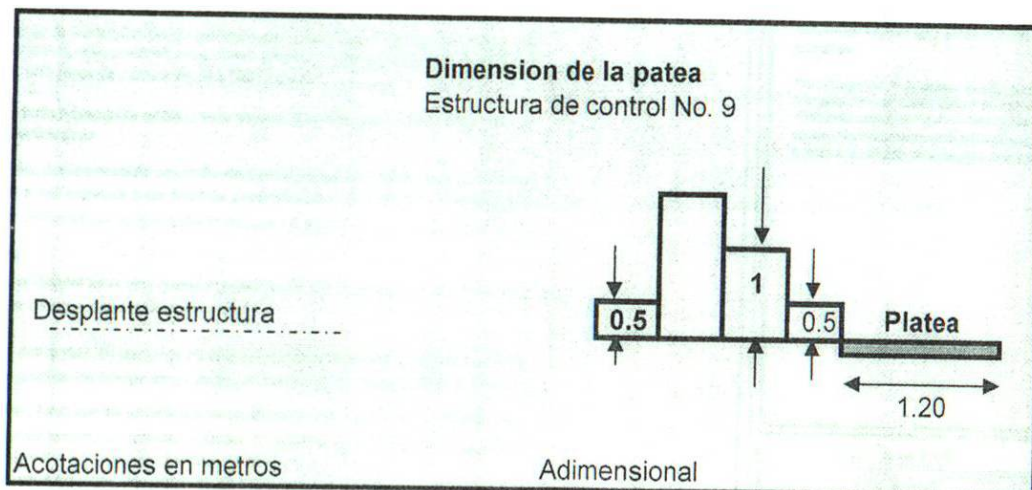 Dimension de la patea
Estructura de control No. 9
1
Desplante estructura
0.5
0.5
Platea
1.20
Acotaciones en metros
Adimensional